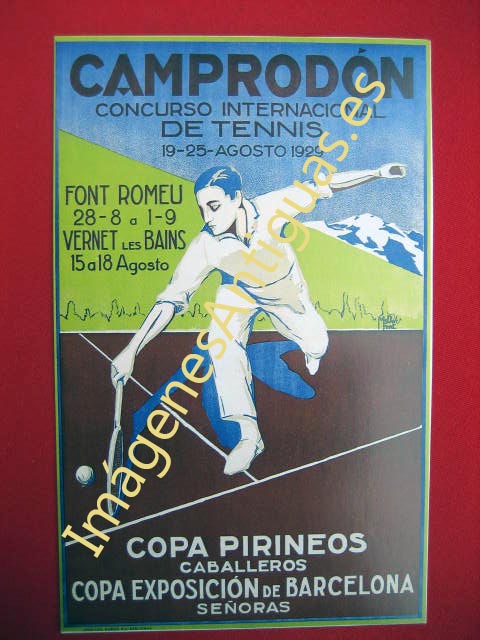 CAMPRODÓN
CONCURSO INTERNACIONAL
DE TENNIS
19-25-AGOSTO 1929
FONT ROMEU
28-8 a 1-9
VERNET LES BAINS
15 a 18 Agosto
ImágenesAntiguas.es
COPA PIRINEOS
CABALLEROS
COPA EXPOSICIÓN DE BARCELONA
SEÑORAS